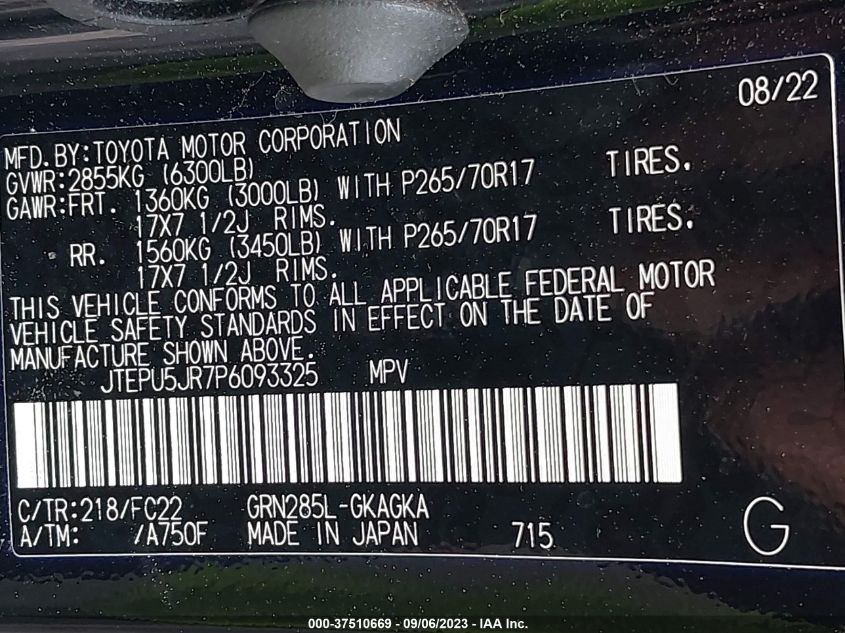 08/22
MFD.BY:TOYOTA MOTOR CORPORATION
GVWR:2855KG (6300LB)
GAWR:FRT. 1360KG (3000LB) WITH P265/70R17 TIRES.
17X7 1/2J RIMS.
RR. 1560KG (3450LB) WITH P265/70R17 TIRES.
17X7 1/2J RIMS.
THIS VEHICLE CONFORMS TO ALL APPLICABLE FEDERAL MOTOR
VEHICLE SAFETY STANDARDS IN EFFECT ON THE DATE OF
MANUFACTURE SHOWN ABOVE.
JTEPU5JR7P6093325 MPV
C/TR:218/FC22 GRN285L-GKAGKA
A/TM: /A750F MADE IN JAPAN 715 G
000-37510669 - 09/06/2023 - IAA Inc.